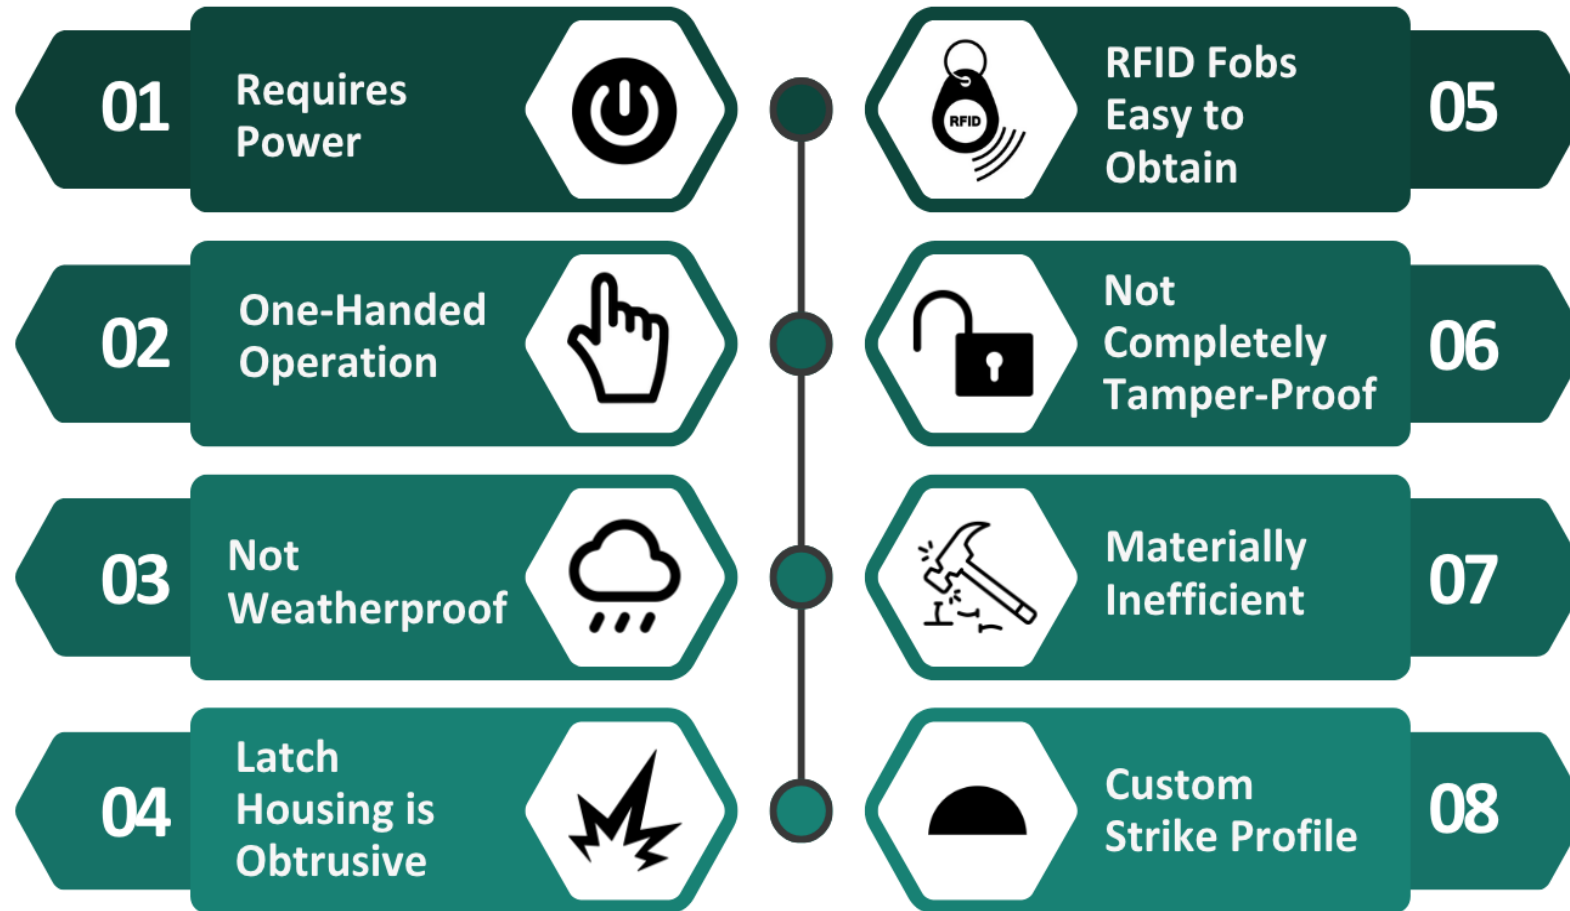 01
Requires
Power
02
One-Handed
Operation
03
Not
Weatherproof
04
Latch
Housing is
Obtrusive
RFID
RFID Fobs
Easy to
Obtain
05
Not
Completely
Tamper-Proof
06
Materially
Inefficient
07
Custom
Strike Profile
08